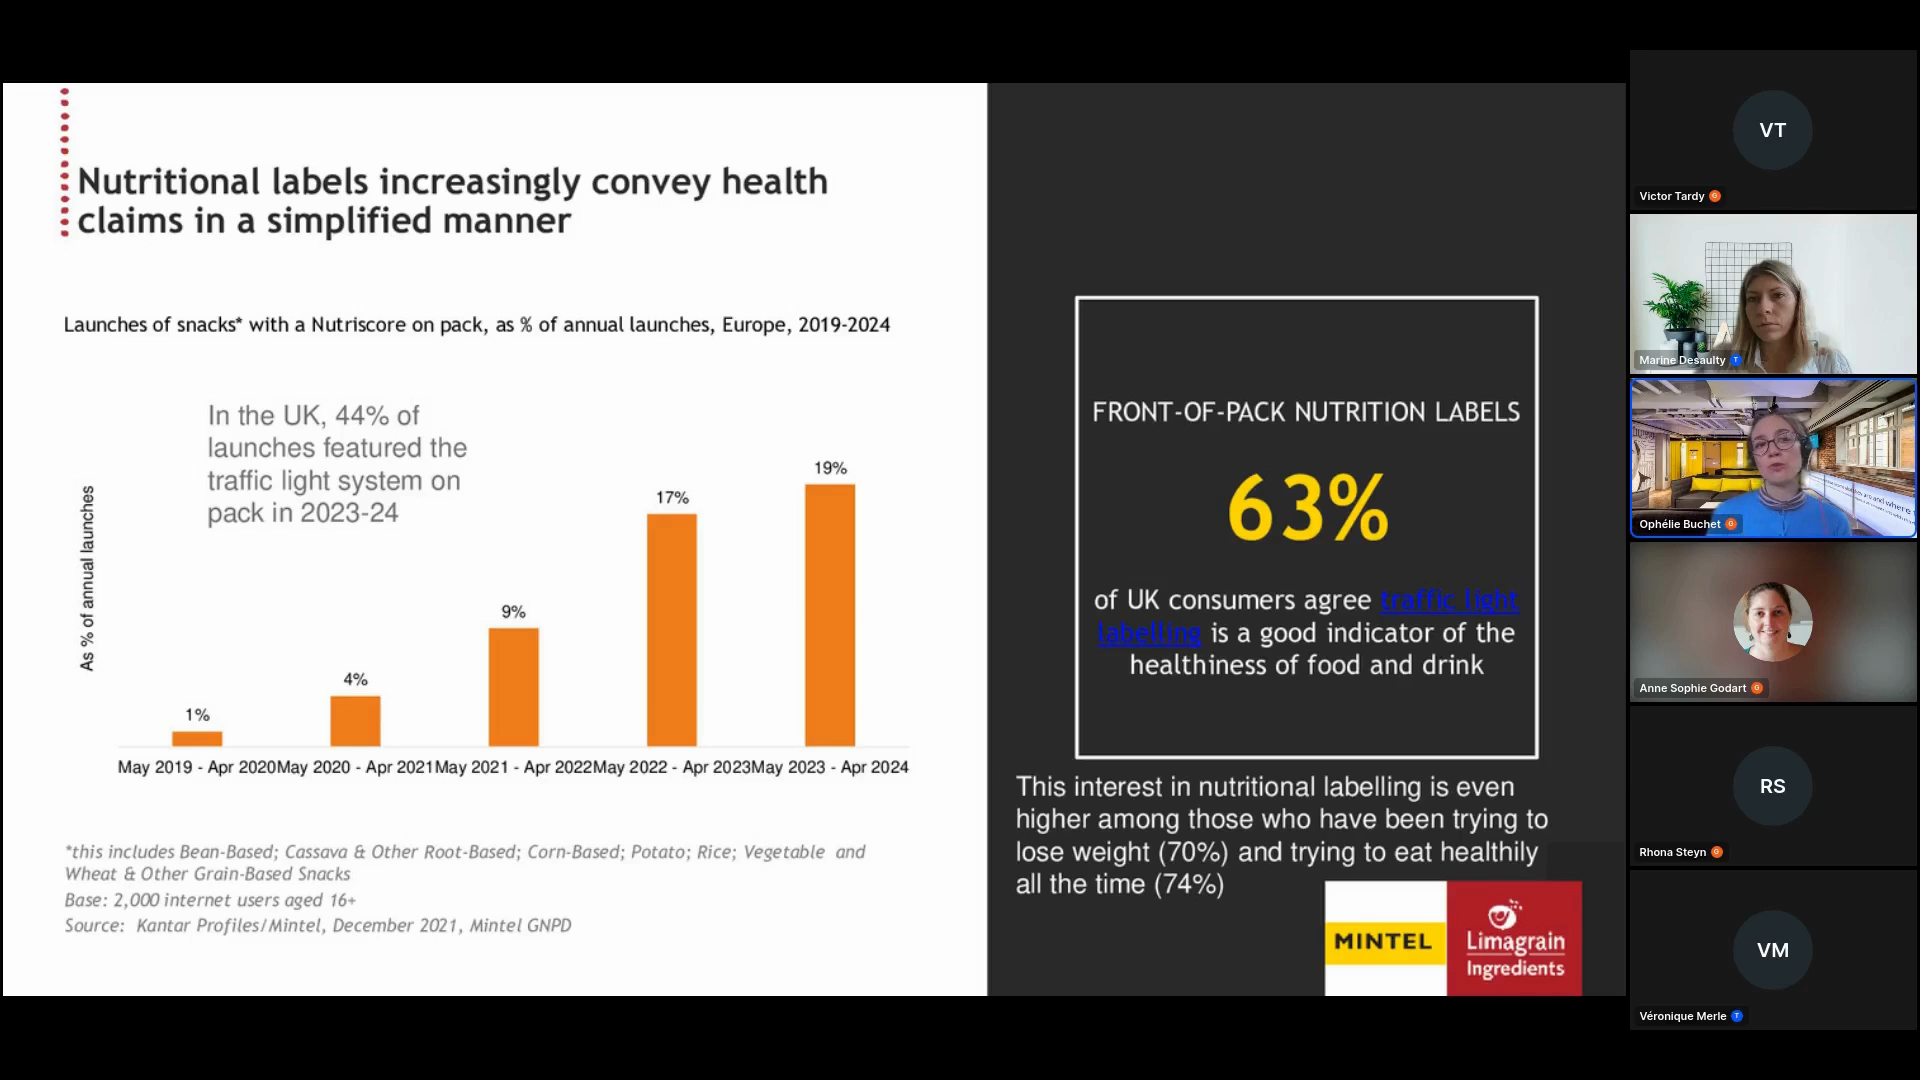 Nutritional labels increasingly convey health
claims in a simplified manner
Launches of snacks* with a Nutriscore on pack, as % of annual launches, Europe, 2019-2024
In the UK, 44% of
launches featured the
traffic light system on
pack in 2023-24
As % of annual launches
1%
4%
9%
17%
19%
May 2019 - Apr 2020
May 2020 - Apr 2021
May 2021 - Apr 2022
May 2022 - Apr 2023
May 2023 - Apr 2024
*this includes Bean-Based; Cassava & Other Root-Based; Corn-Based; Potato; Rice; Vegetable and
Wheat & Other Grain-Based Snacks
Base: 2,000 internet users aged 16+
Source: Kantar Profiles/Mintel, December 2021, Mintel GNPD
FRONT-OF-PACK NUTRITION LABELS
63%
of UK consumers agree traffic light
labelling is a good indicator of the
healthiness of food and drink
This interest in nutritional labelling is even
higher among those who have been trying to
lose weight (70%) and trying to eat healthily
all the time (74%)
MINTEL
Limagrain
Ingredients
VT
Victor Tardy G
Marine Desaulty T
Ophélie Buchet G
Anne Sophie Godart G
RS
Rhona Steyn G
VM
Véronique Merle T